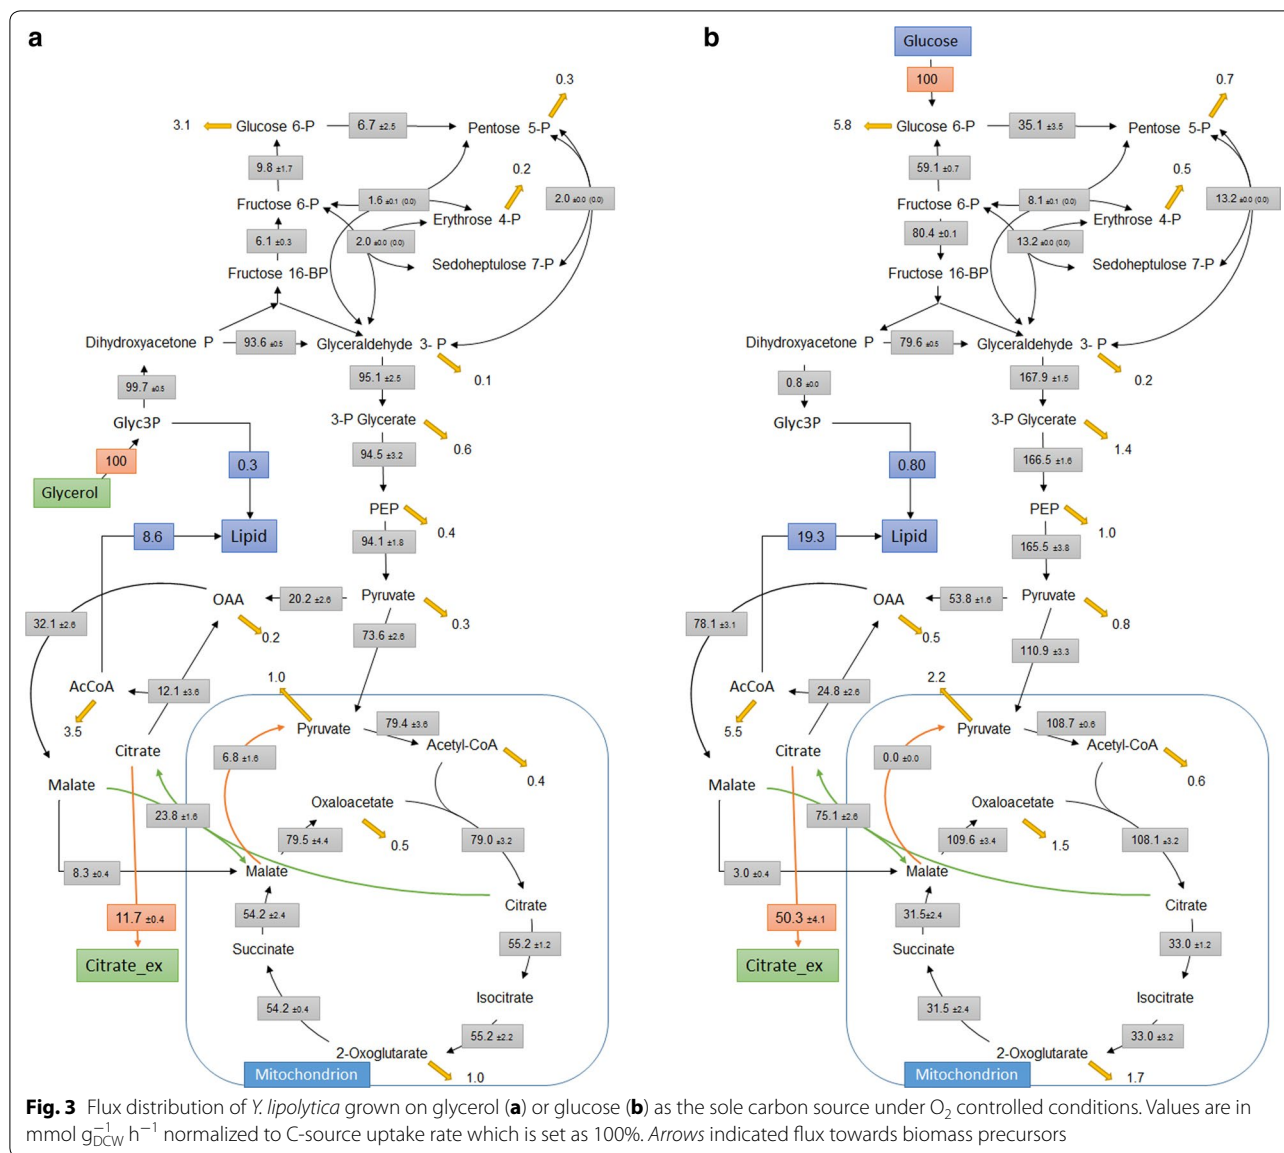 a
0.3
3.1
Glucose 6-P
6.7 ±2.5
Pentose 5-P
9.8 ±1.7
0.2
Fructose 6-P
1.6 ±0.1 (0.0)
2.0 ±0.0 (0.0)
Erythrose 4-P
6.1 ±0.3
2.0 ±0.0 (0.0)
Sedoheptulose 7-P
Fructose 16-BP
Dihydroxyacetone P
93.6 ±0.5
Glyceraldehyde 3- P
0.1
99.7 ±0.5
95.1 ±2.5
Glyc3P
3-P Glycerate
0.6
100
0.3
94.5 ±3.2
Glycerol
PEP
0.4
8.6
Lipid
94.1 ±1.8
OAA
20.2 ±2.6
Pyruvate
0.3
32.1 ±2.6
0.2
73.6 ±2.6
AcCoA
12.1 ±3.6
1.0
3.5
Pyruvate
79.4 ±3.6
Citrate
6.8 ±1.6
Acetyl-CoA
0.4
Malate
Oxaloacetate
23.8 ±1.6
79.5 ±4.4
0.5
79.0 ±3.2
8.3 ±0.4
Malate
11.7 ±0.4
54.2 ±2.4
Citrate
Citrate_ex
Succinate
55.2 ±1.2
54.2 ±0.4
Isocitrate
55.2 ±2.2
2-Oxoglutarate
Mitochondrion
1.0
b
Glucose
100
0.7
5.8
Glucose 6-P
35.1 ±3.5
Pentose 5-P
59.1 ±0.7
0.5
Fructose 6-P
8.1 ±0.1 (0.0)
13.2 ±0.0 (0.0)
Erythrose 4-P
80.4 ±0.1
13.2 ±0.0 (0.0)
Sedoheptulose 7-P
Fructose 16-BP
Dihydroxyacetone P
79.6 ±0.5
Glyceraldehyde 3- P
0.2
0.8 ±0.0
167.9 ±1.5
Glyc3P
3-P Glycerate
1.4
0.80
166.5 ±1.6
PEP
1.0
19.3
Lipid
165.5 ±3.8
OAA
53.8 ±1.6
Pyruvate
0.8
78.1 ±3.1
0.5
110.9 ±3.3
AcCoA
24.8 ±2.6
2.2
5.5
Pyruvate
108.7 ±0.6
Citrate
0.0 ±0.0
Acetyl-CoA
0.6
Malate
Oxaloacetate
75.1 ±2.6
109.6 ±3.4
1.5
108.1 ±3.2
3.0 ±0.4
Malate
50.3 ±4.1
31.5±2.4
Citrate
Citrate_ex
Succinate
33.0 ±1.2
31.5 ±2.4
Isocitrate
33.0 ±3.2
2-Oxoglutarate
Mitochondrion
1.7
Fig. 3 Flux distribution of Y. lipolytica grown on glycerol (a) or glucose (b) as the sole carbon source under O₂ controlled conditions. Values are in
mmol g⁻¹DCW h⁻¹ normalized to C-source uptake rate which is set as 100%. Arrows indicated flux towards biomass precursors